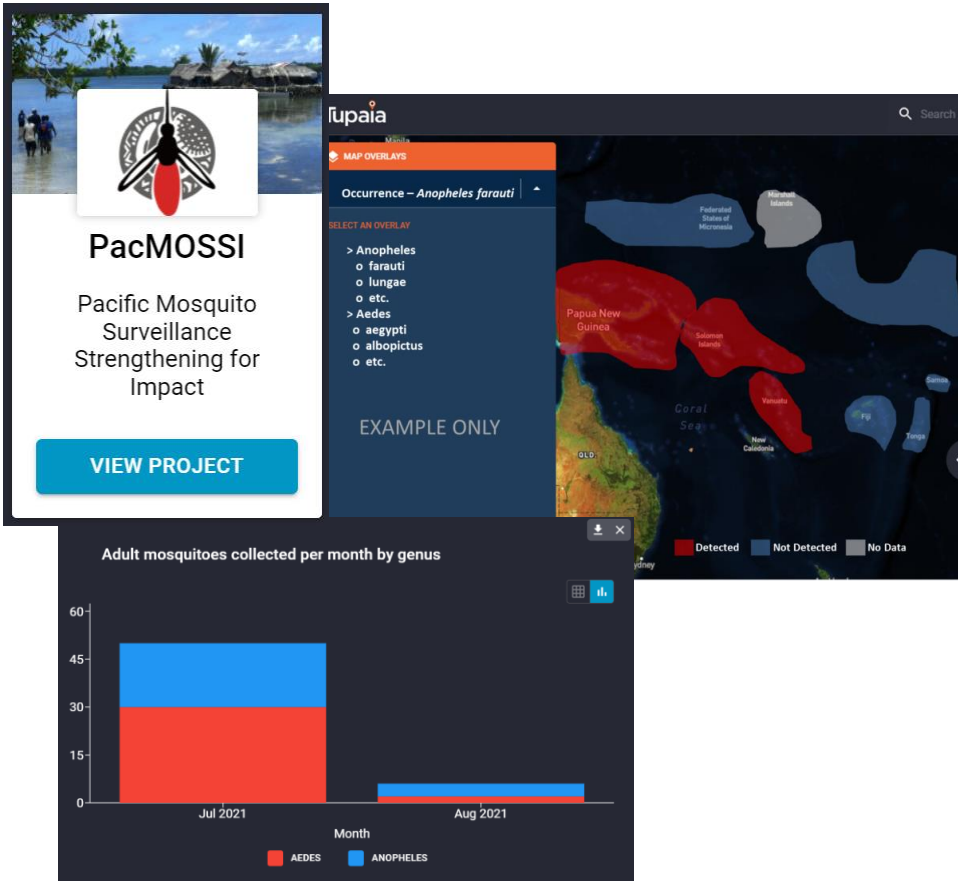 PacMOSSI
Pacific Mosquito
Surveillance
Strengthening for
Impact
VIEW PROJECT
Tupaia
Search
Manila
MAP OVERLAYS
Occurrence – Anopheles farauti
SELECT AN OVERLAY
> Anopheles
o farauti
o lungae
o etc.
> Aedes
o aegypti
o albopictus
o etc.
EXAMPLE ONLY
Federated
States of
Micronesia
Marshall
Islands
Papua New
Guinea
Solomon
Islands
Vanuatu
Coral
Sea
New
Caledonia
Fiji
Tonga
Samoa
QLD
ydney
Detected
Not Detected
No Data
Adult mosquitoes collected per month by genus
60
45
30
15
0
Jul 2021
Aug 2021
Month
AEDES
ANOPHELES